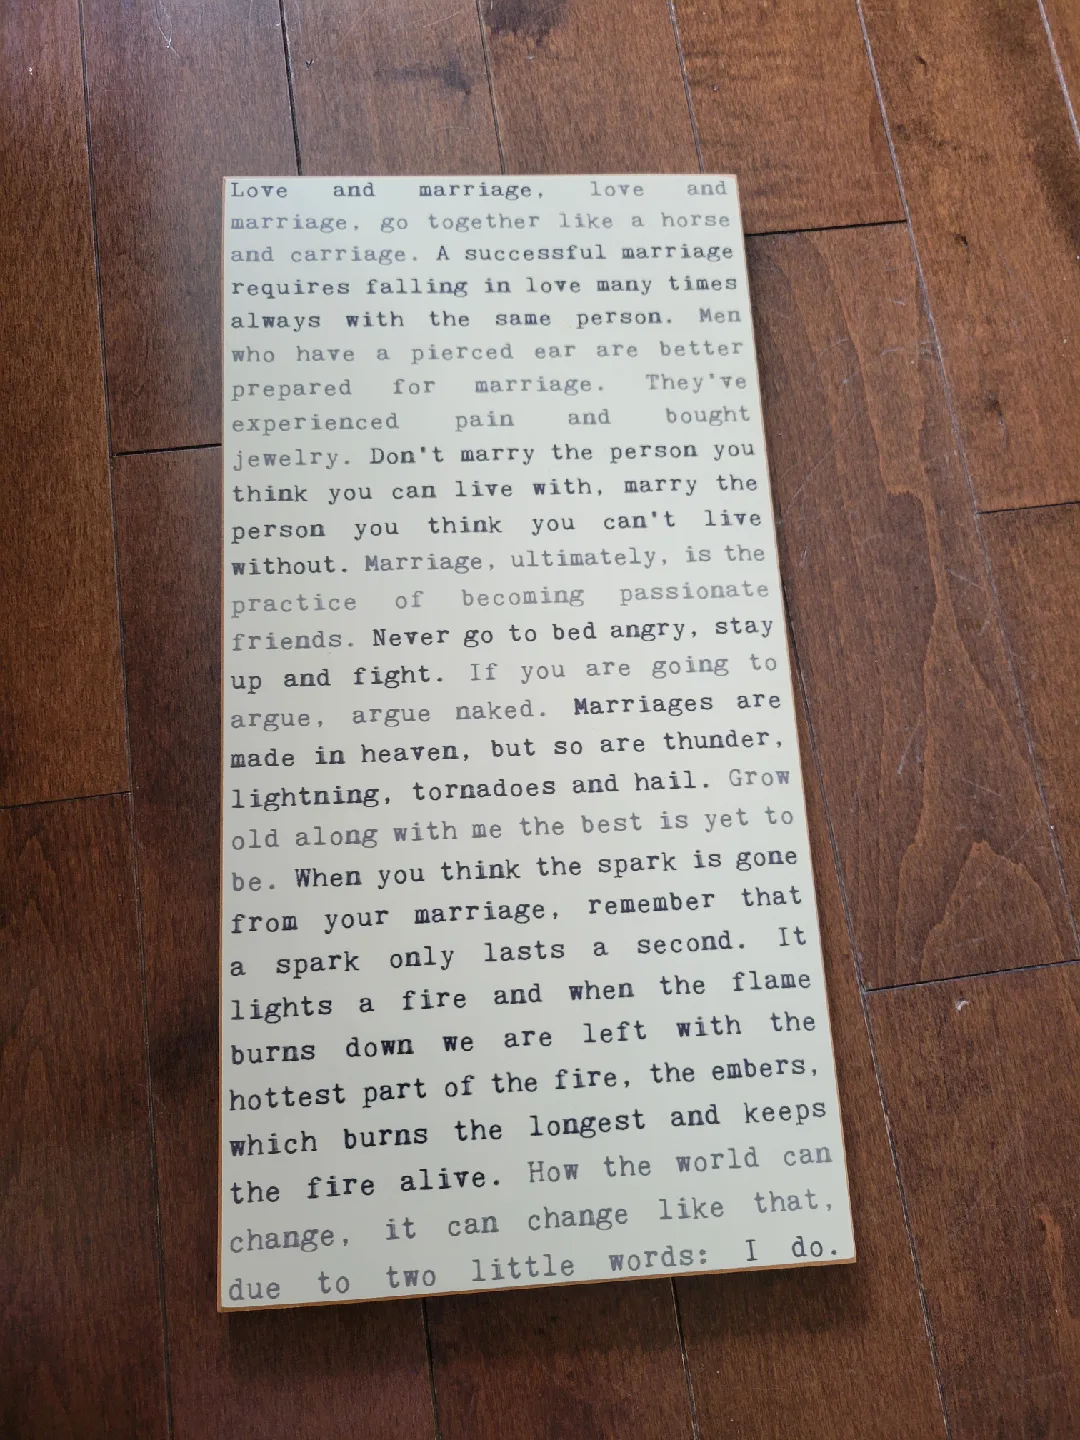 Love and marriage, love and
marriage, go together like a horse
and carriage. A successful marriage
requires falling in love many times
always with the same person. Men
who have a pierced ear are better
prepared for marriage. They've
experienced pain and bought
jewelry. Don't marry the person you
think you can live with, marry the
person you think you can't live
without. Marriage, ultimately, is the
practice of becoming passionate
friends. Never go to bed angry, stay
up and fight. If you are going to
argue, argue naked. Marriages are
made in heaven, but so are thunder,
lightning, tornadoes and hail. Grow
old along with me the best is yet to
be. When you think the spark is gone
from your marriage, remember that
a spark only lasts a second. It
lights a fire and when the flame
burns down we are left with the
hottest part of the fire, the embers,
which burns the longest and keeps
the fire alive. How the world can
change, it can change like that,
due to two little words: I do.